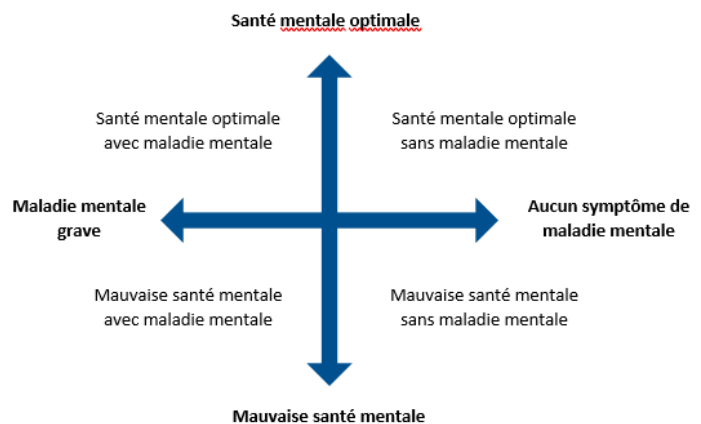 Santé mentale optimale
Santé mentale optimale
avec maladie mentale
Santé mentale optimale
sans maladie mentale
Maladie mentale
grave
Aucun symptôme de
maladie mentale
Mauvaise santé mentale
avec maladie mentale
Mauvaise santé mentale
sans maladie mentale
Mauvaise santé mentale